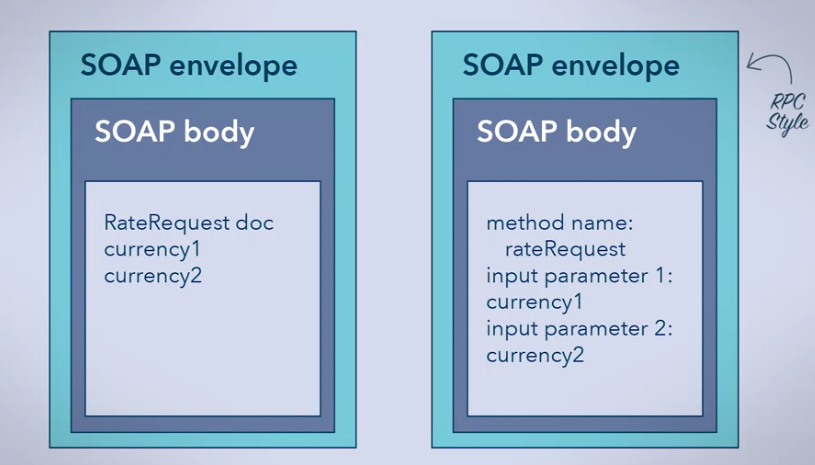 SOAP envelope
SOAP body
RateRequest doc
currency1
currency2
SOAP envelope
SOAP body
method name:
rateRequest
input parameter 1:
currency1
input parameter 2:
currency2
RPC
Style